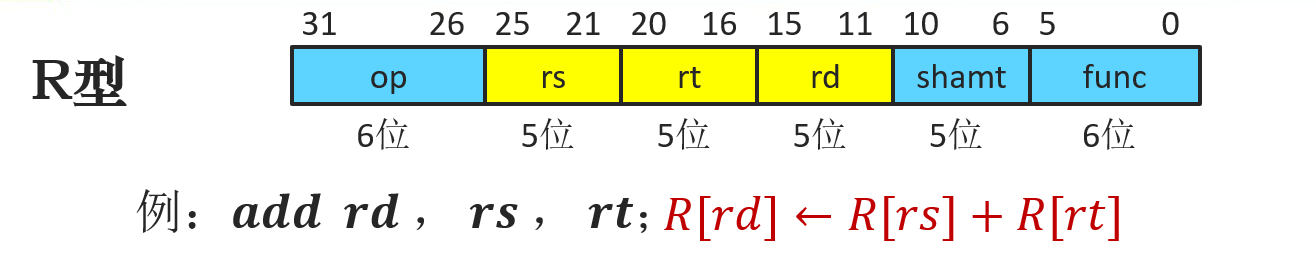 31 26 25 21 20 16 15 11 10 6 5 0
R型 op rs rt rd shamt func
6位 5位 5位 5位 5位 6位
例：add rd， rs， rt; R[rd] ← R[rs] + R[rt]